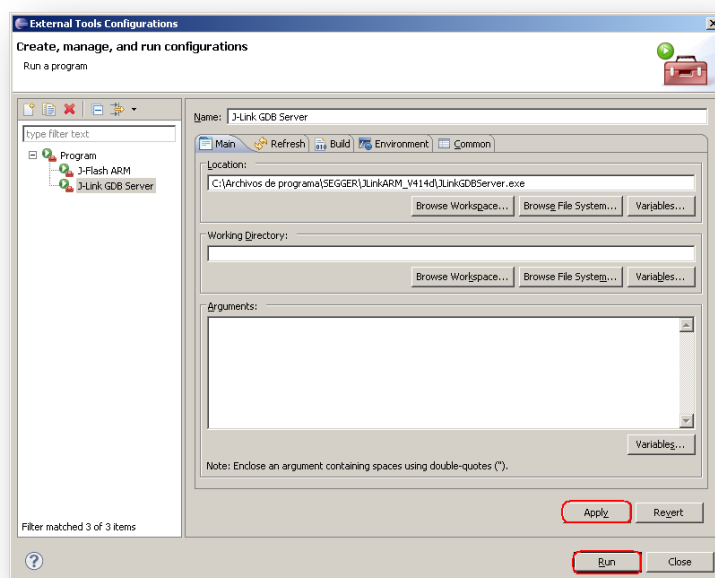 External Tools Configurations
Create, manage, and run configurations
Run a program
type filter text
Program
J-Flash ARM
J-Link GDB Server
Filter matched 3 of 3 items
Name: J-Link GDB Server
Main Refresh Build Environment Common
Location:
C:\Archivos de programa\SEGGER\JLinkARM_V414d\JLinkGDBServer.exe
Browse Workspace... Browse File System... Variables...
Working Directory:
Browse Workspace... Browse File System... Variables...
Arguments:
Variables...
Note: Enclose an argument containing spaces using double-quotes (").
Apply Revert
Run Close